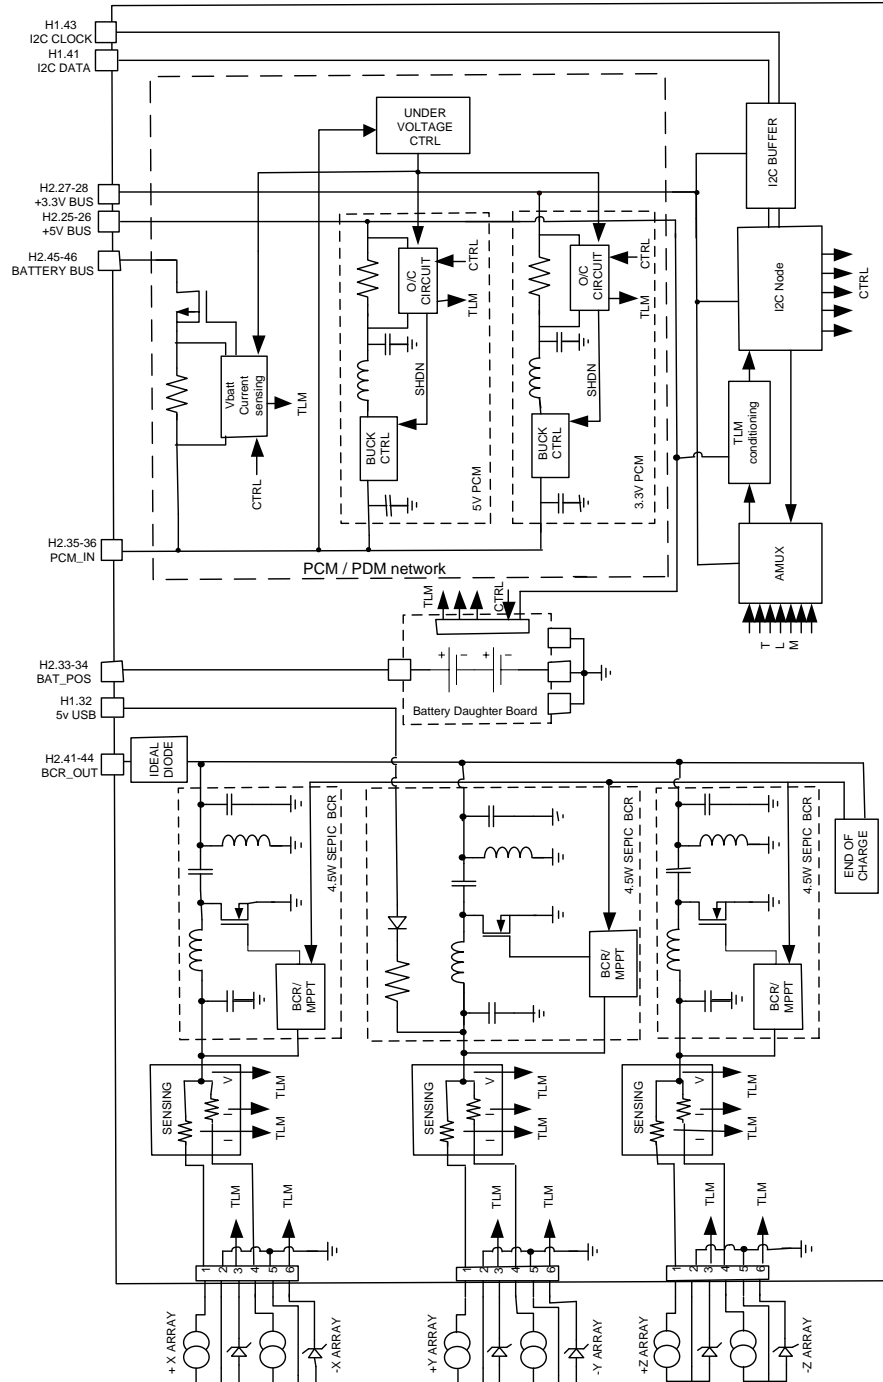 H1.43
I2C CLOCK
H1.41
I2C DATA
UNDER
VOLTAGE
CTRL
I2C BUFFER
H2.27-28
+3.3V BUS
H2.25-26
+5V BUS
H2.45-46
BATTERY BUS
O/C
CIRCUIT
CTRL
TLM
O/C
CIRCUIT
CTRL
TLM
I2C Node
CTRL
Vbatt
Current
sensing
TLM
CTRL
SHDN
BUCK
CTRL
5V PCM
SHDN
BUCK
CTRL
3.3V PCM
TLM
conditioning
H2.35-36
PCM_IN
PCM / PDM network
AMUX
T
L
M
TLM
CTRL
+
-
+
-
Battery Daughter Board
H2.33-34
BAT_POS
H1.32
5v USB
H2.41-44
BCR_OUT
IDEAL
DIODE
4.5W SEPIC BCR
BCR/
MPPT
4.5W SEPIC BCR
BCR/
MPPT
4.5W SEPIC BCR
BCR/
MPPT
END OF
CHARGE
SENSING
V
I
I
TLM
TLM
SENSING
V
I
I
TLM
TLM
SENSING
V
I
I
TLM
TLM
TLM
TLM
TLM
1
2
3
4
5
6
1
2
3
4
5
6
1
2
3
4
5
6
+X ARRAY
-X ARRAY
+Y ARRAY
-Y ARRAY
+Z ARRAY
-Z ARRAY